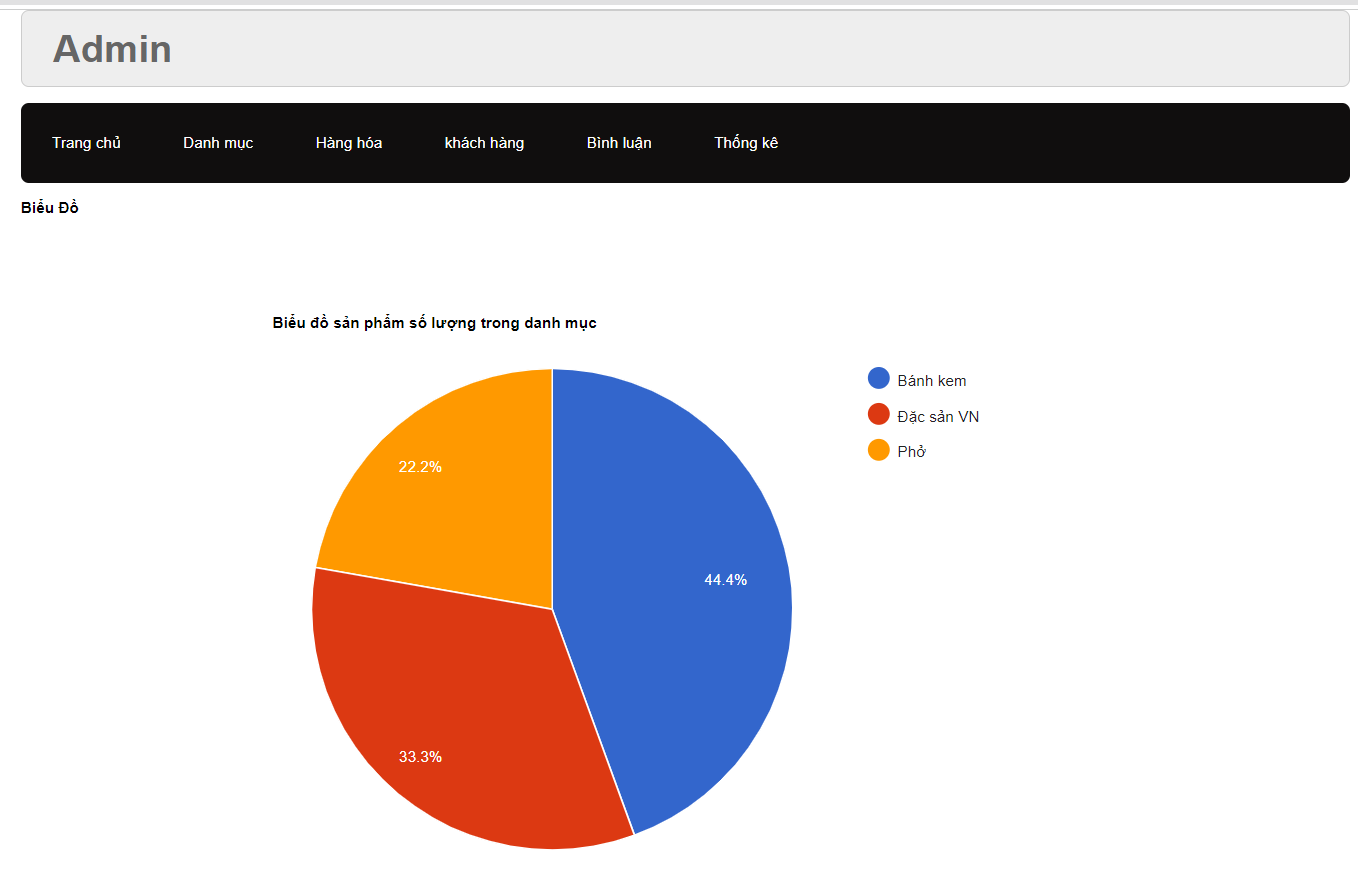 Admin
Trang chủ Danh mục Hàng hóa khách hàng Bình luận Thống kê
Biểu Đồ
Biểu đồ sản phẩm số lượng trong danh mục
Bánh kem
Đặc sản VN
Phở
22.2%
44.4%
33.3%